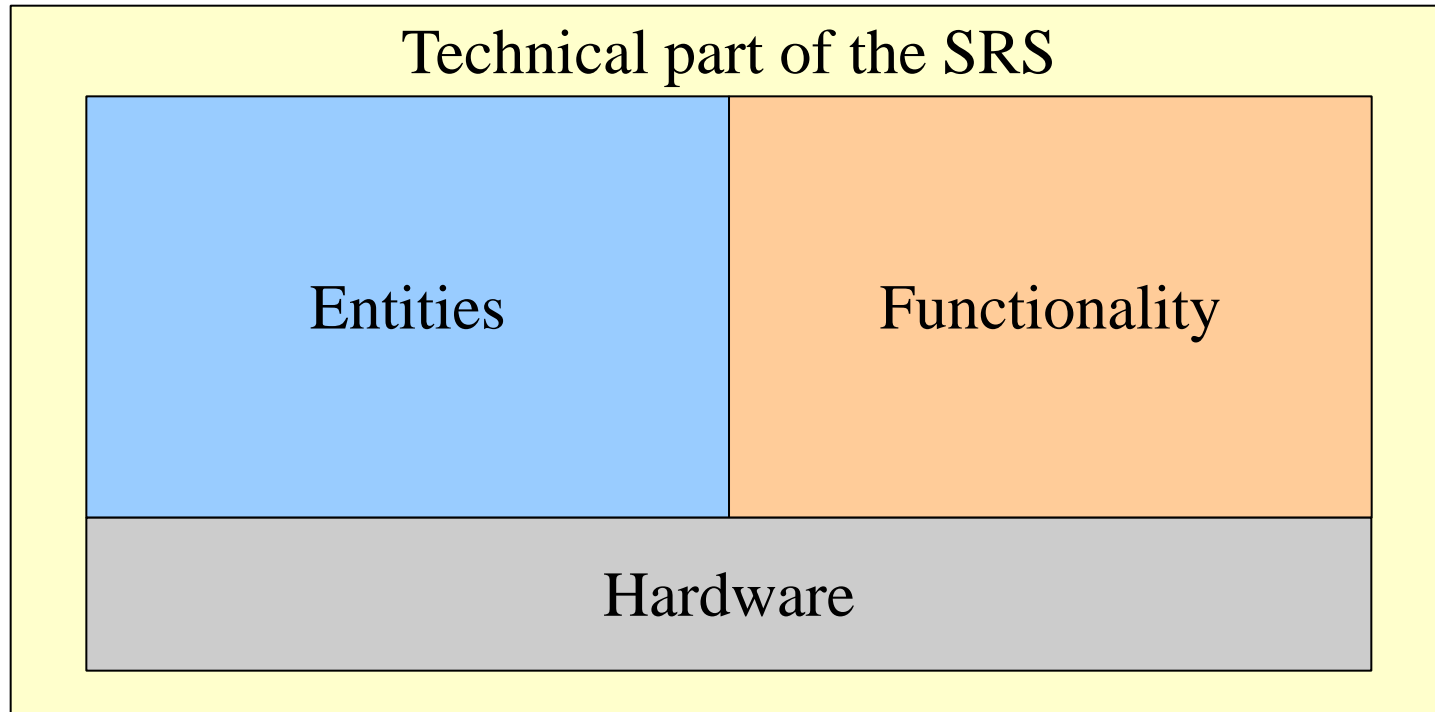 Technical part of the SRS
Entities
Functionality
Hardware